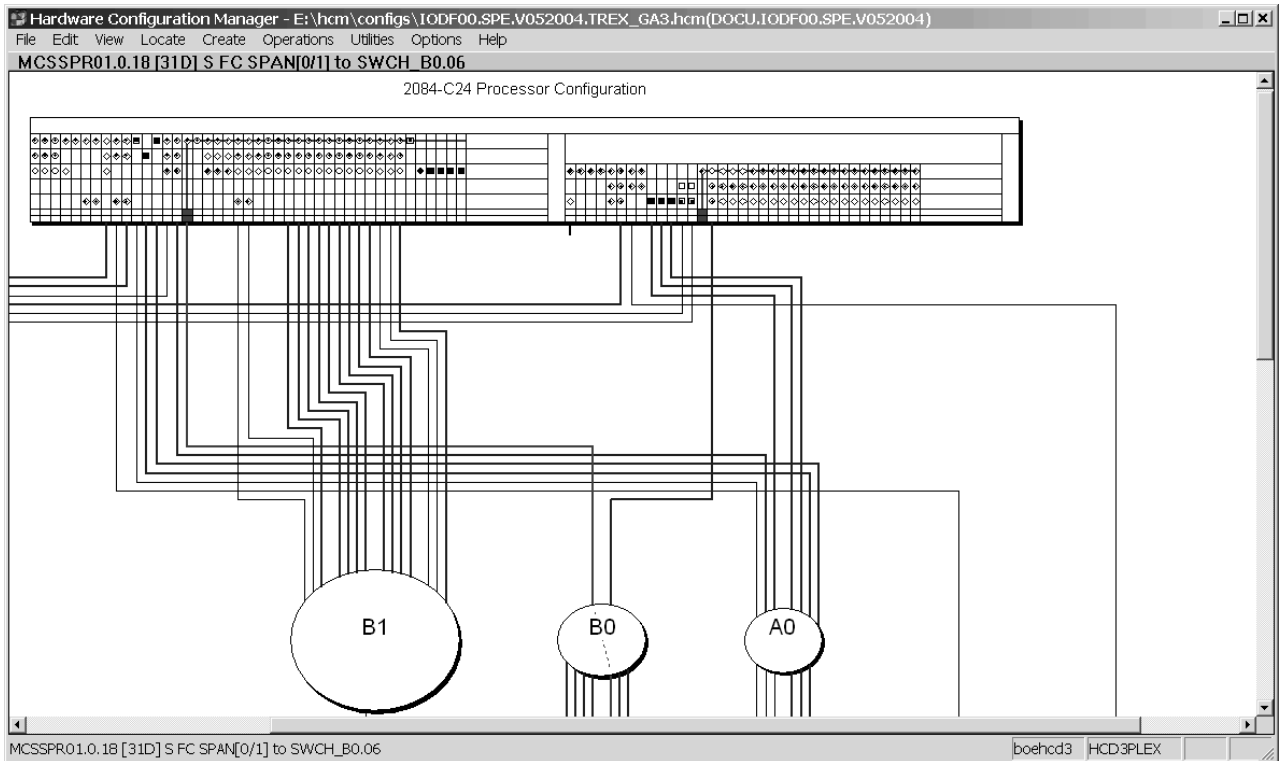 Hardware Configuration Manager - E:\hcm\configs\IODF00.SPE.V052004.TREX_GA3.hcm(DOCU.IODF00.SPE.V052004)
File Edit View Locate Create Operations Utilities Options Help
MCSSPR01.0.18 [31D] S FC SPAN[0/1] to SWCH_B0.06
2084-C24 Processor Configuration
B1 B0 A0
MCSSPR01.0.18 [31D] S FC SPAN[0/1] to SWCH_B0.06 boehcd3 HCD3PLEX